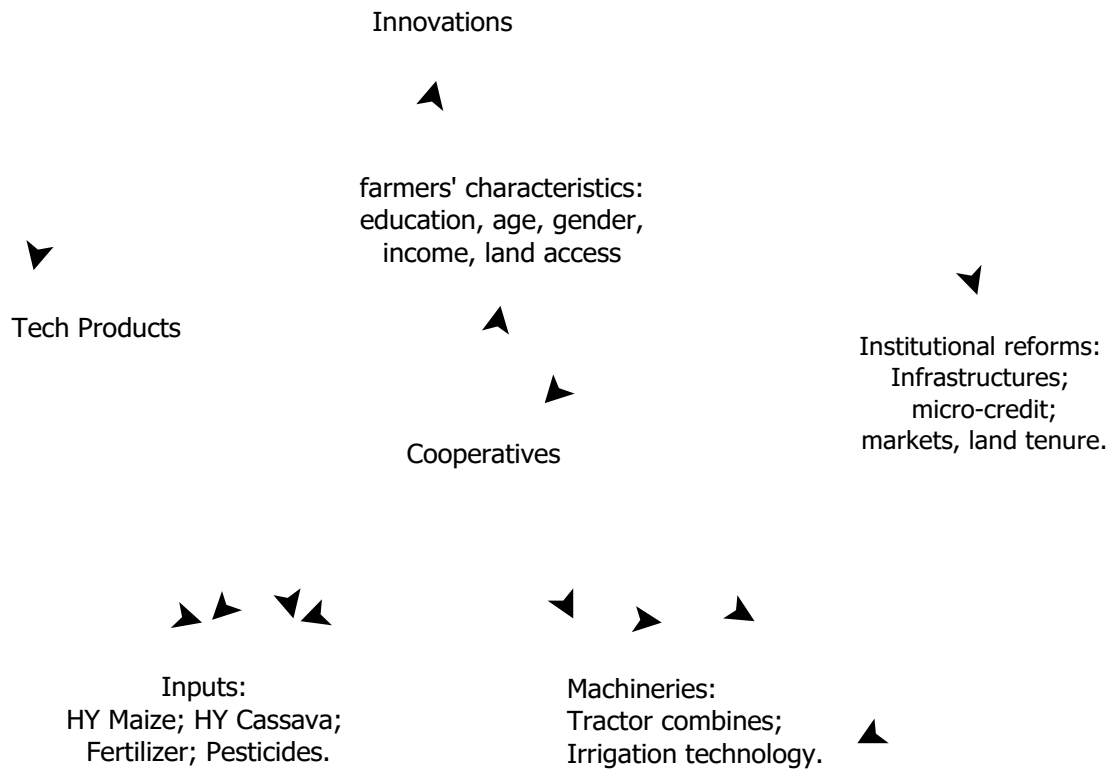 Innovations
farmers' characteristics:
education, age, gender,
income, land access
Tech Products
Institutional reforms:
Infrastructures;
micro-credit;
markets, land tenure.
Cooperatives
Inputs:
HY Maize; HY Cassava;
Fertilizer; Pesticides.
Machineries:
Tractor combines;
Irrigation technology.